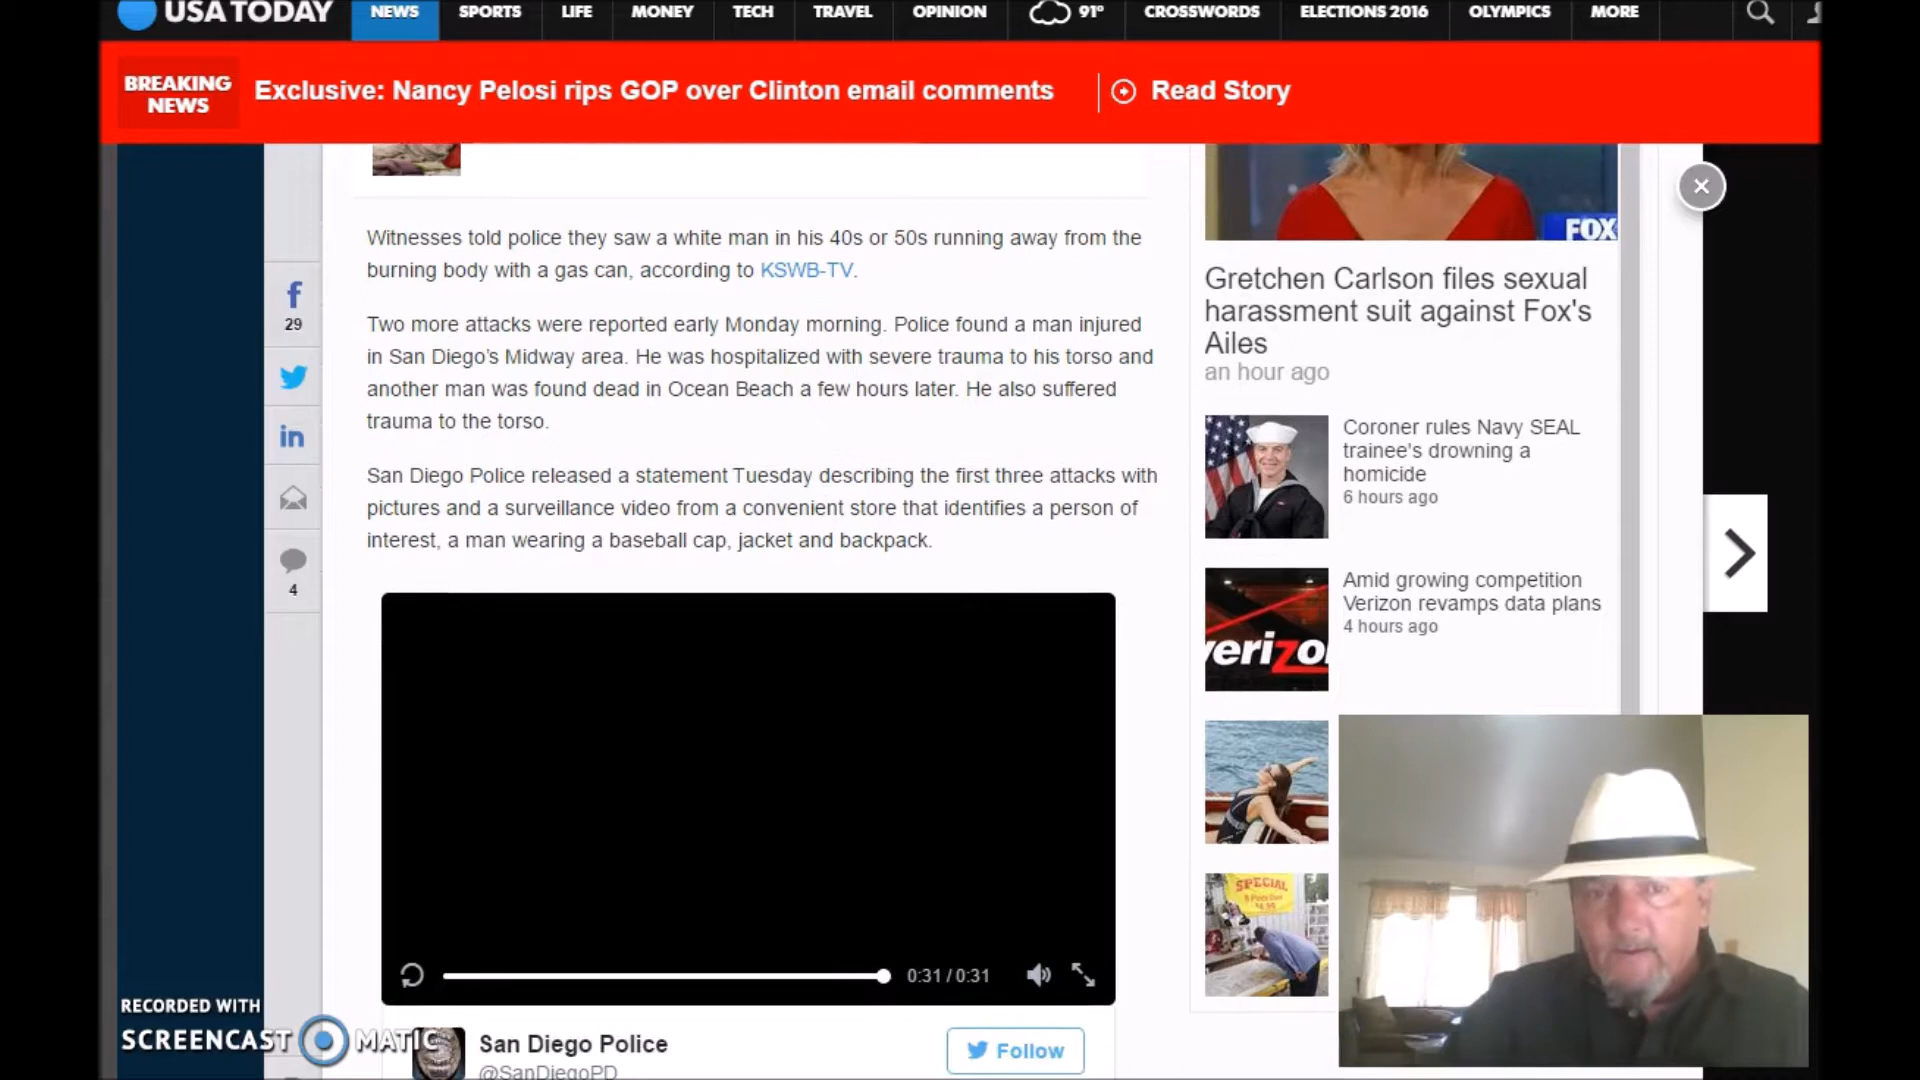 USA TODAY
NEWS
SPORTS
LIFE
MONEY
TECH
TRAVEL
OPINION
91°
CROSSWORDS
ELECTIONS 2016
OLYMPICS
MORE
BREAKING
NEWS
Exclusive: Nancy Pelosi rips GOP over Clinton email comments
Read Story
Witnesses told police they saw a white man in his 40s or 50s running away from the
burning body with a gas can, according to KSWB-TV.
Two more attacks were reported early Monday morning. Police found a man injured
in San Diego's Midway area. He was hospitalized with severe trauma to his torso and
another man was found dead in Ocean Beach a few hours later. He also suffered
trauma to the torso.
San Diego Police released a statement Tuesday describing the first three attacks with
pictures and a surveillance video from a convenient store that identifies a person of
interest, a man wearing a baseball cap, jacket and backpack.
29
in
4
0:31 / 0:31
San Diego Police
@SanDiegoPD
Follow
FOX
Gretchen Carlson files sexual
harassment suit against Fox's
Ailes
an hour ago
Coroner rules Navy SEAL
trainee's drowning a
homicide
6 hours ago
verizo
Amid growing competition
Verizon revamps data plans
4 hours ago
SPECIAL
RECORDED WITH
SCREENCAST MATIC